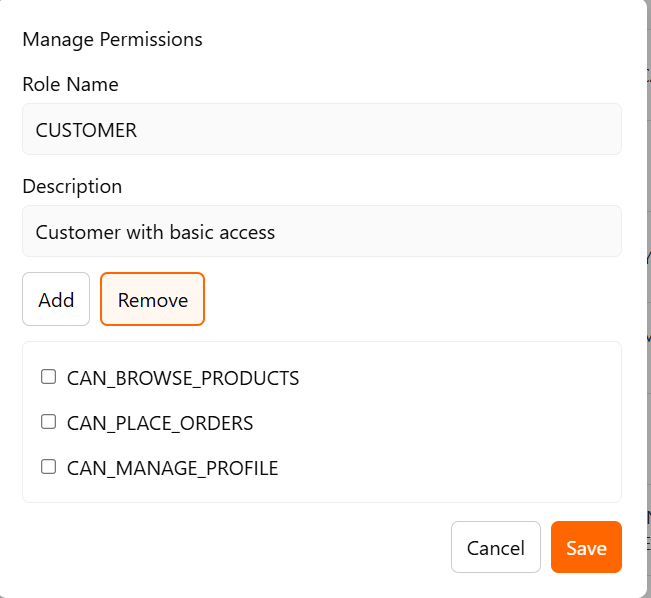 Manage Permissions
Role Name
CUSTOMER
Description
Customer with basic access
Add Remove
CAN_BROWSE_PRODUCTS
CAN_PLACE_ORDERS
CAN_MANAGE_PROFILE
Cancel Save